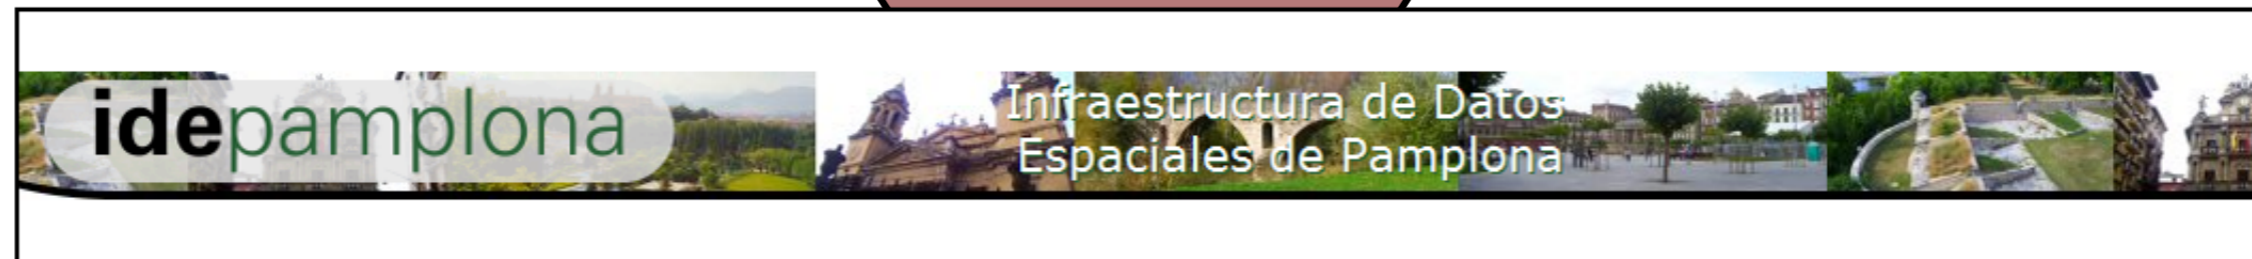 idepamplona
Infraestructura de Datos
Espaciales de Pamplona